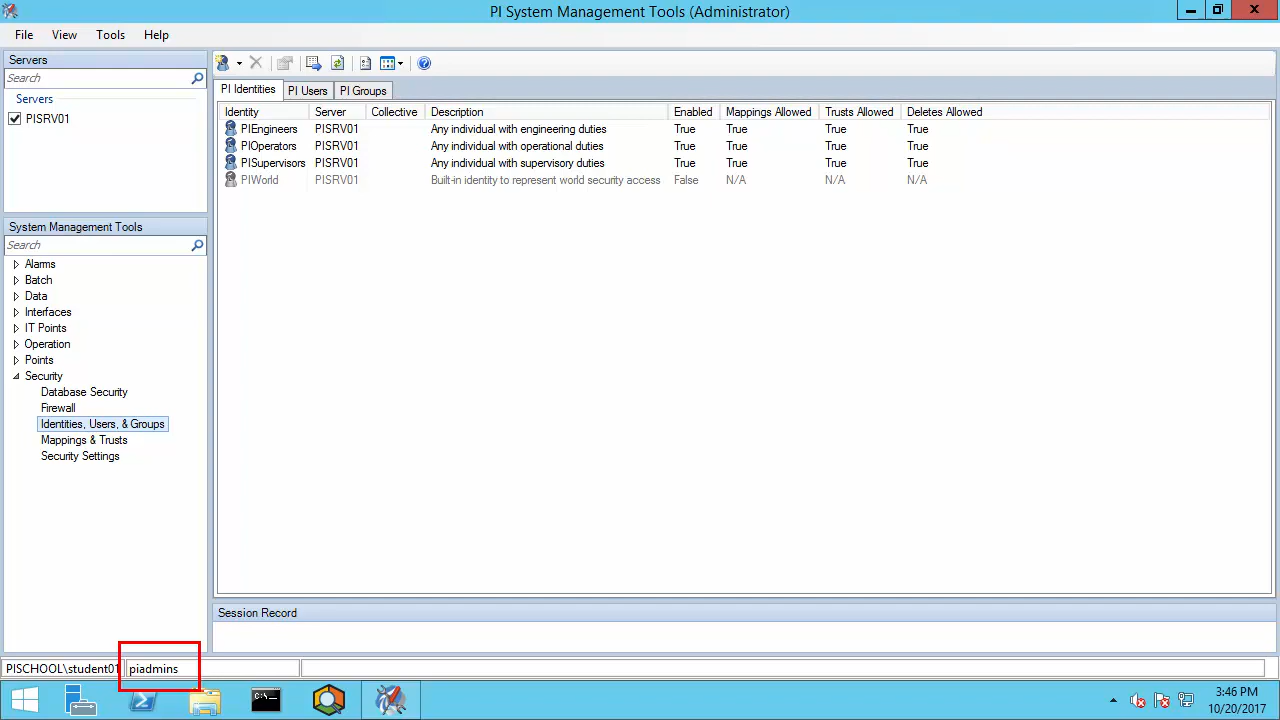 PI System Management Tools (Administrator)
File View Tools Help
Servers
Search
Servers
PISRV01
System Management Tools
Search
Alarms
Batch
Data
Interfaces
IT Points
Operation
Points
Security
Database Security
Firewall
Identities, Users, & Groups
Mappings & Trusts
Security Settings
PI Identities PI Users PI Groups
Identity Server Collective Description Enabled Mappings Allowed Trusts Allowed Deletes Allowed
PIEngineers PISRV01 Any individual with engineering duties True True True True
PIOperators PISRV01 Any individual with operational duties True True True True
PISupervisors PISRV01 Any individual with supervisory duties True True True True
PIWorld PISRV01 Built-in identity to represent world security access False N/A N/A N/A
Session Record
PISCHOOL\student01 piadmins
C:\
3:46 PM
10/20/2017